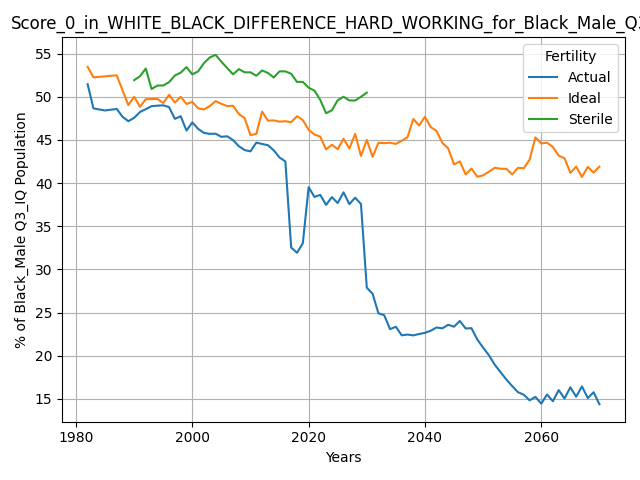 Score_0_in_WHITE_BLACK_DIFFERENCE_HARD_WORKING_for_Black_Male_Q3
% of Black_Male Q3_IQ Population
Fertility
Actual
Ideal
Sterile
55
50
45
40
35
30
25
20
15
1980 2000 2020 2040 2060
Years